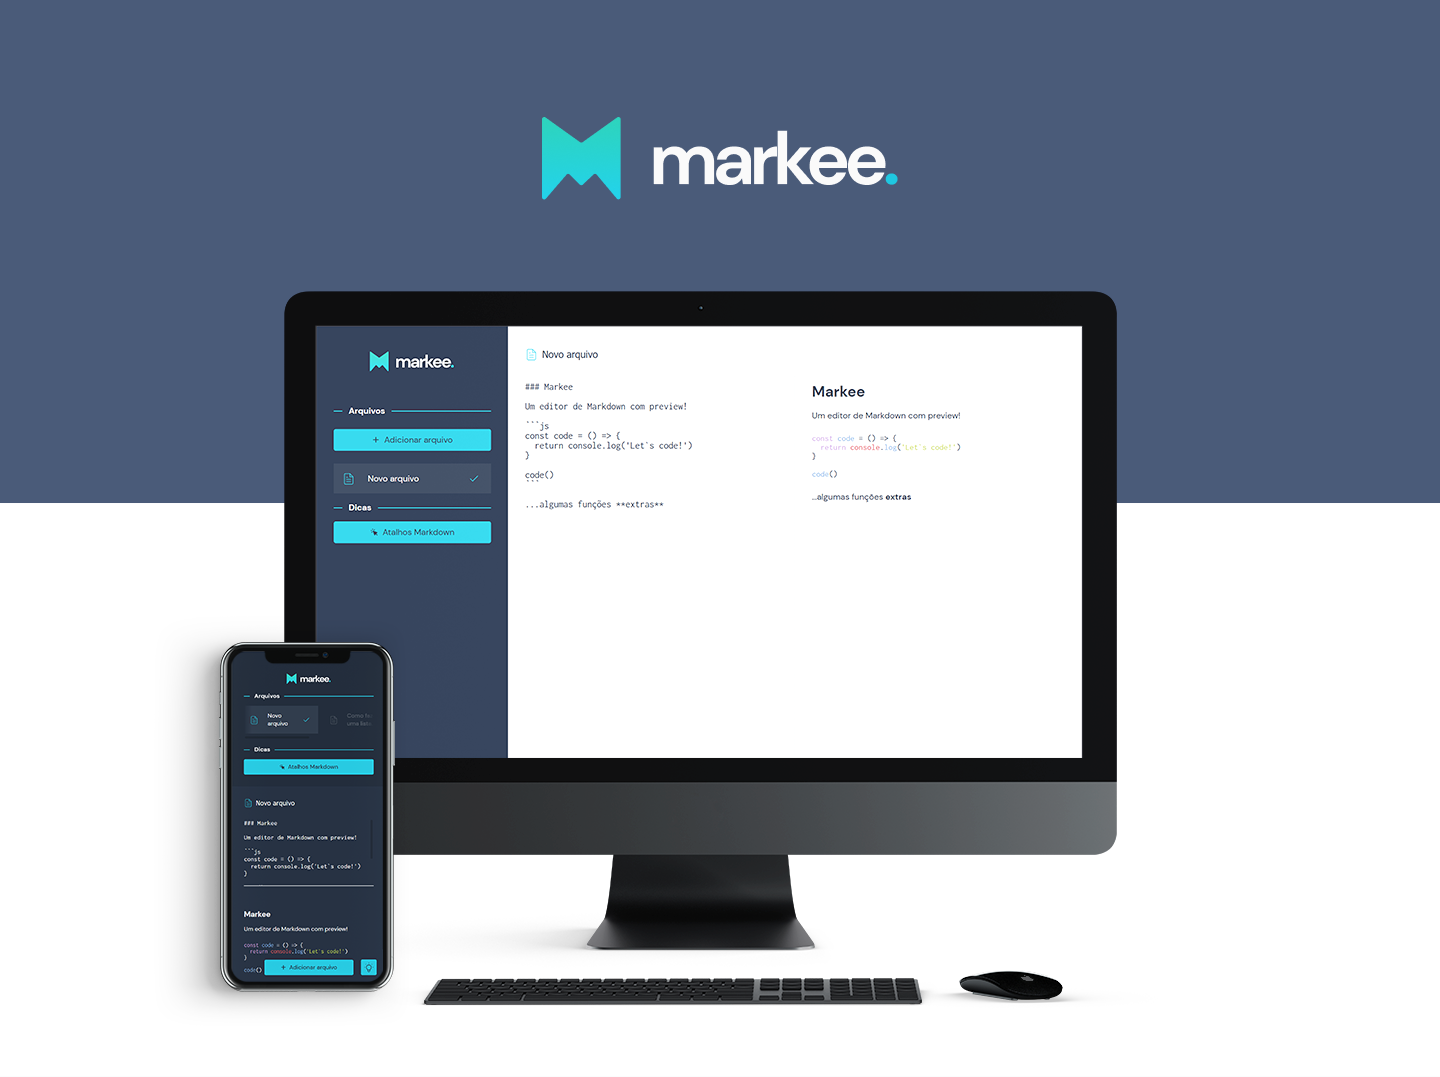 markee.
markee.
Arquivos
+ Adicionar arquivo
Novo arquivo
Dicas
Atalhos Markdown
Novo arquivo
### Markee
Um editor de Markdown com preview!
```js
const code = () => {
return console.log('Let`s code!')
}
code()
```
...algumas funções **extras**
Markee
Um editor de Markdown com preview!
const code = () => {
return console.log('Let`s code!')
}
code()
...algumas funções extras
markee.
Arquivos
Novo
arquivo
Como
uma
Dicas
Atalhos Markdown
Novo arquivo
### Markee
Um editor de Markdown com preview!
```js
const code = () => {
return console.log('Let`s code!')
}
Markee
Um editor de Markdown com preview!
const code = () => {
return console.log('Let`s code!')
}
code()
+ Adicionar arquivo